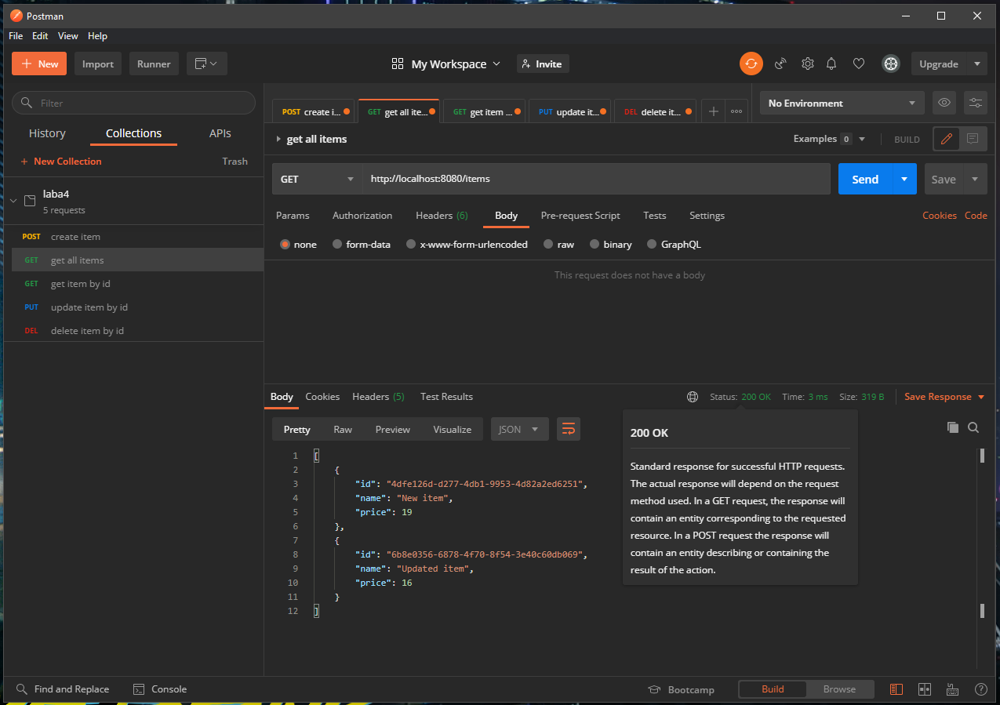 Postman
File Edit View Help
+ New Import Runner My Workspace Invite Upgrade
Filter
History Collections APIs
+ New Collection Trash
laba4
5 requests
POST create item
GET get all items
GET get item by id
PUT update item by id
DEL delete item by id
POST create i... GET get all ite... GET get item ... PUT update it... DEL delete it... + ooo No Environment
get all items Examples 0 BUILD
GET http://localhost:8080/items Send Save
Params Authorization Headers (6) Body Pre-request Script Tests Settings Cookies Code
none form-data x-www-form-urlencoded raw binary GraphQL
This request does not have a body
Body Cookies Headers (5) Test Results Status: 200 OK Time: 3 ms Size: 319 B Save Response
Pretty Raw Preview Visualize JSON
1 [
2 {
3 "id": "4dfe126d-d277-4db1-9953-4d82a2ed6251",
4 "name": "New item",
5 "price": 19
6 },
7 {
8 "id": "6b8e0356-6878-4f70-8f54-3e40c60db069",
9 "name": "Updated item",
10 "price": 16
11 }
12 ]
200 OK
Standard response for successful HTTP requests.
The actual response will depend on the request
method used. In a GET request, the response will
contain an entity corresponding to the requested
resource. In a POST request the response will
contain an entity describing or containing the
result of the action.
Find and Replace Console Bootcamp Build Browse